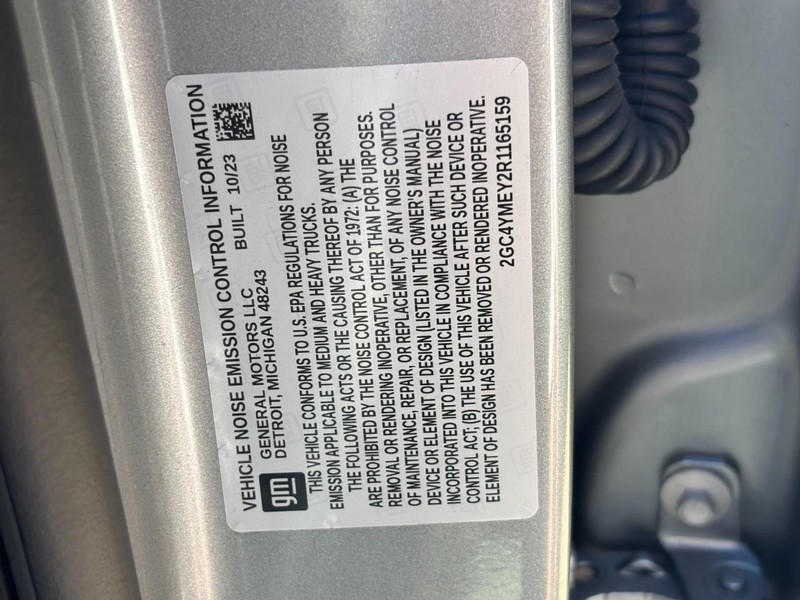 VEHICLE NOISE EMISSION CONTROL INFORMATION
GENERAL MOTORS LLC BUILT 10/23
DETROIT, MICHIGAN 48243
gm
THIS VEHICLE CONFORMS TO U.S. EPA REGULATIONS FOR NOISE
EMISSION APPLICABLE TO MEDIUM AND HEAVY TRUCKS.
THE FOLLOWING ACTS OR THE CAUSING THEREOF BY ANY PERSON
ARE PROHIBITED BY THE NOISE CONTROL ACT OF 1972: (A) THE
REMOVAL OR RENDERING INOPERATIVE, OTHER THAN FOR PURPOSES.
OF MAINTENANCE, REPAIR, OR REPLACEMENT, OF ANY NOISE CONTROL
DEVICE OR ELEMENT OF DESIGN (LISTED IN THE OWNER'S MANUAL)
INCORPORATED INTO THIS VEHICLE IN COMPLIANCE WITH THE NOISE
CONTROL ACT; (B) THE USE OF THIS VEHICLE AFTER SUCH DEVICE OR
ELEMENT OF DESIGN HAS BEEN REMOVED OR RENDERED INOPERATIVE.
2GC4YMEY2R1165159